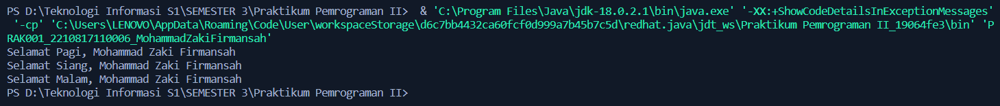 PS D:\Teknologi Informasi S1\SEMESTER 3\Praktikum Pemrograman II>  & 'C:\Program Files\Java\jdk-18.0.2.1\bin\java.exe' '-XX:+ShowCodeDetailsInExceptionMessages'
 '-cp' 'C:\Users\LENOVO\AppData\Roaming\Code\User\workspaceStorage\d6c7bb4432ca60fcf0d999a7b45b7c5d\redhat.java\jdt_ws\Praktikum Pemrograman II_19064fe3\bin' 'P
RAK001_2210817110006_MohammadZakiFirmansah'
Selamat Pagi, Mohammad Zaki Firmansah
Selamat Siang, Mohammad Zaki Firmansah
Selamat Malam, Mohammad Zaki Firmansah
PS D:\Teknologi Informasi S1\SEMESTER 3\Praktikum Pemrograman II>